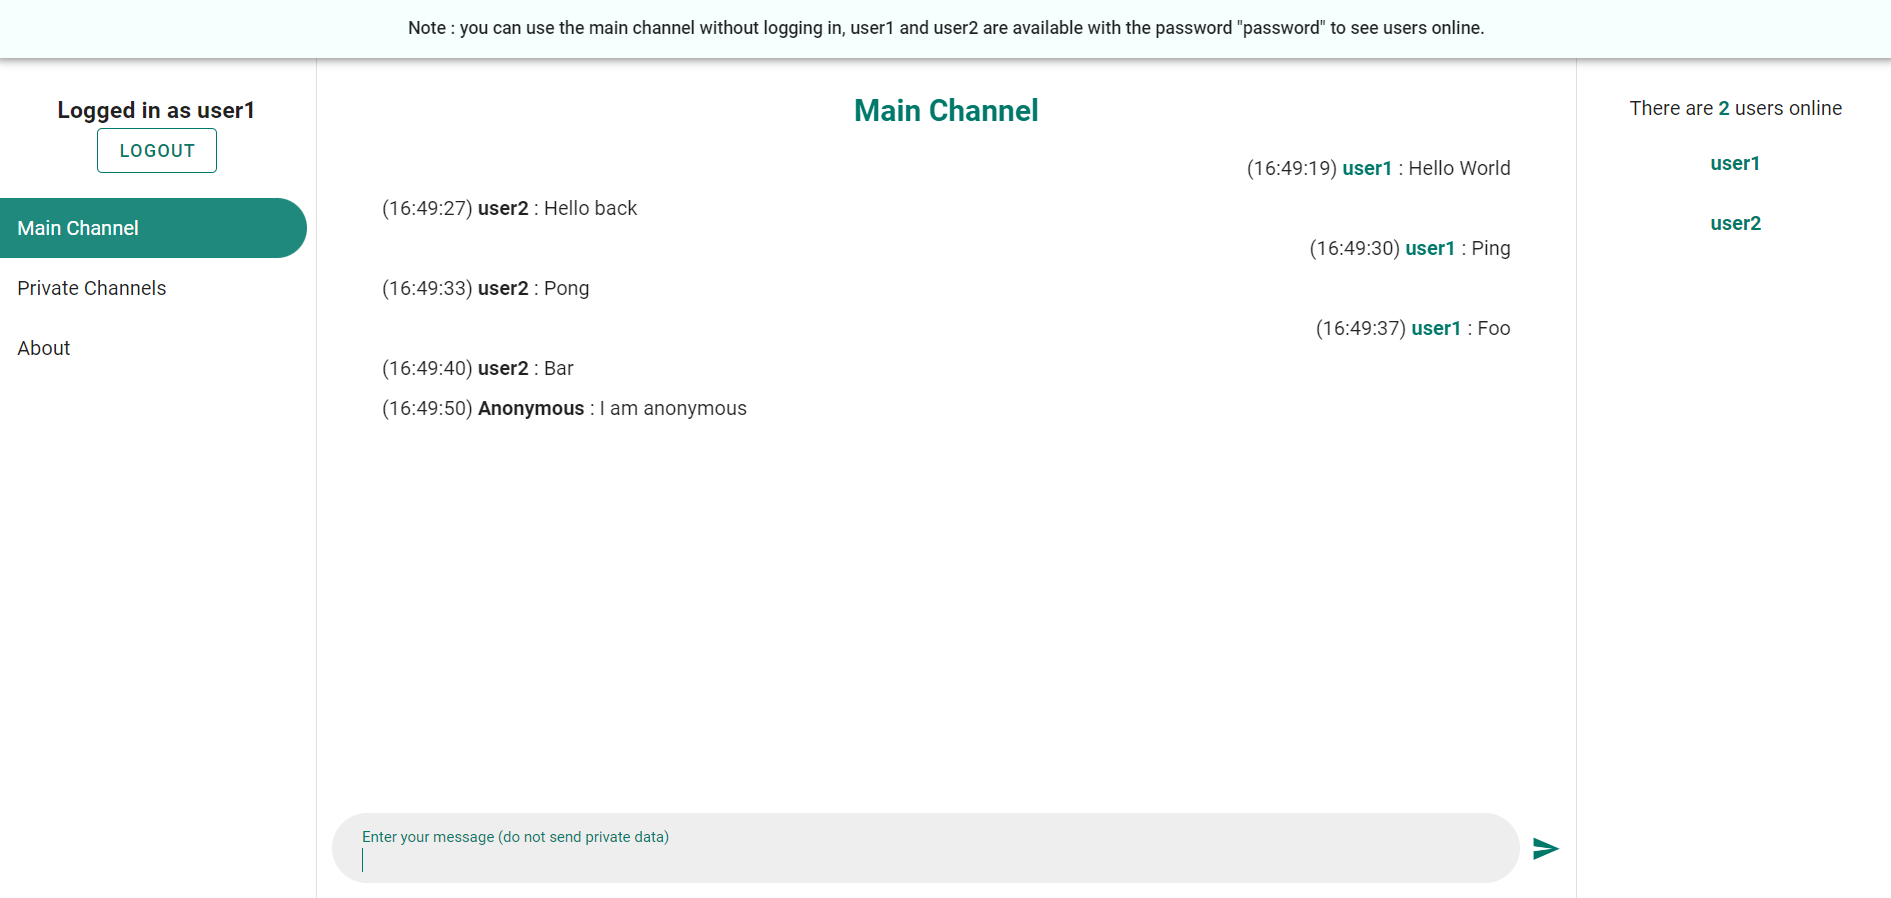 Note : you can use the main channel without logging in, user1 and user2 are available with the password "password" to see users online.
Logged in as user1
LOGOUT
Main Channel
Private Channels
About
Main Channel
(16:49:19) user1 : Hello World
(16:49:27) user2 : Hello back
(16:49:30) user1 : Ping
(16:49:33) user2 : Pong
(16:49:37) user1 : Foo
(16:49:40) user2 : Bar
(16:49:50) Anonymous : I am anonymous
Enter your message (do not send private data)
There are 2 users online
user1
user2